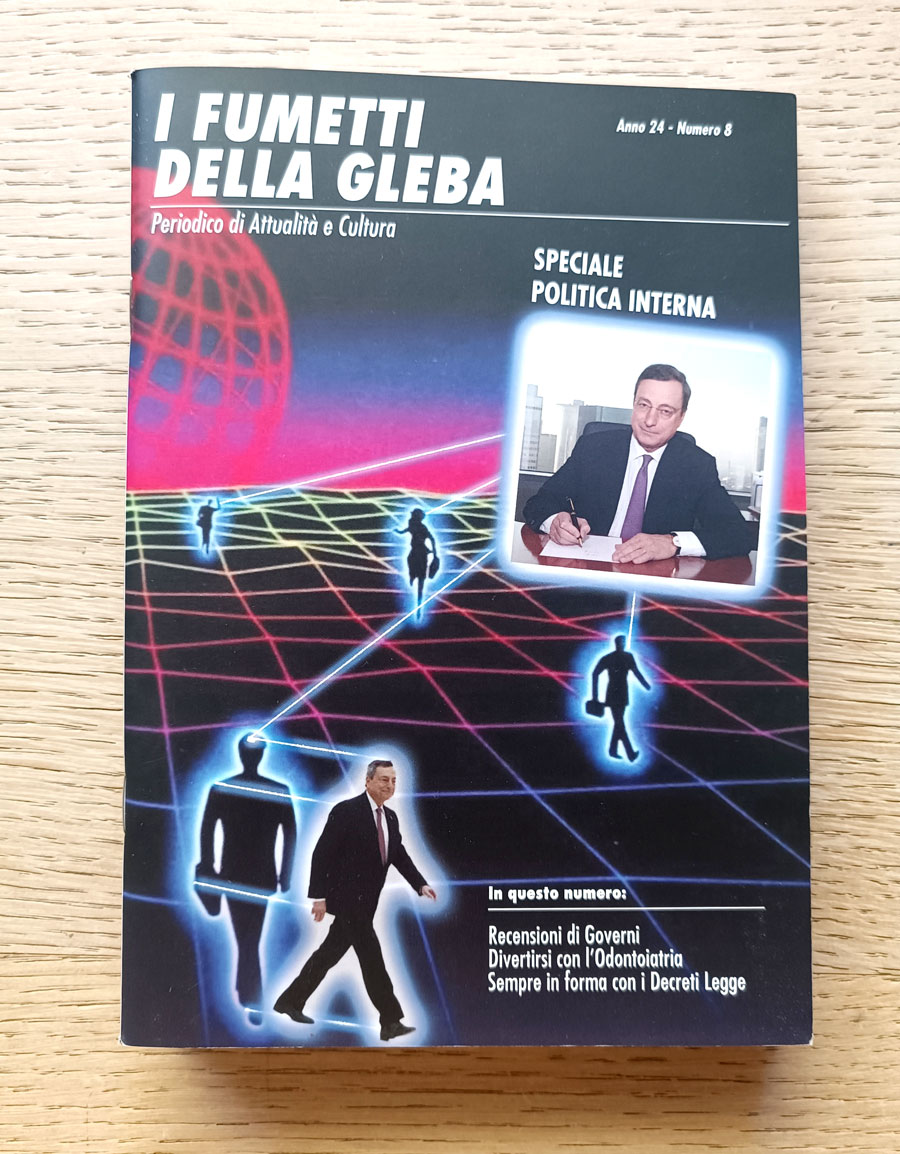 I FUMETTI
DELLA GLEBA
Anno 24 - Numero 8
Periodico di Attualità e Cultura
SPECIALE
POLITICA INTERNA
In questo numero:
Recensioni di Governi
Divertirsi con l'Odontoiatria
Sempre in forma con i Decreti Legge